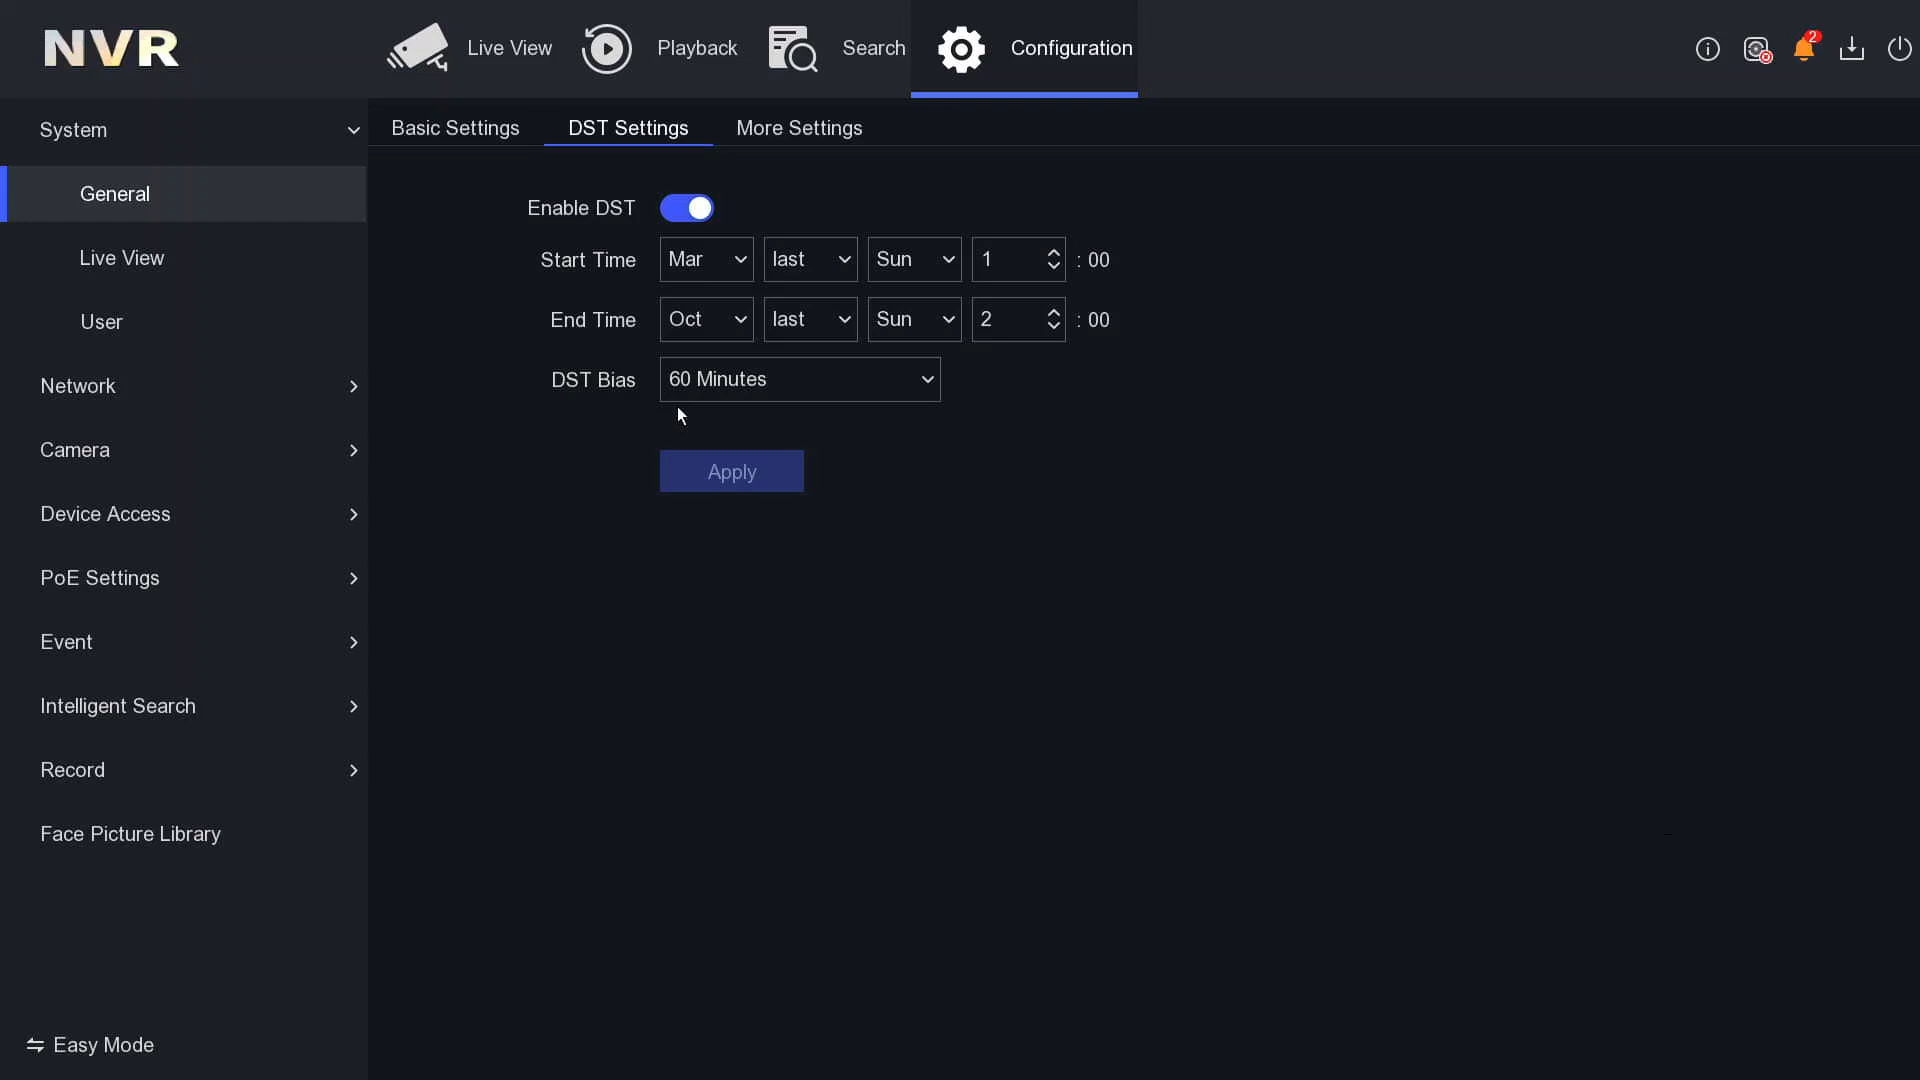 NVR
Live View
Playback
Search
Configuration
2
System
General
Live View
User
Network
Camera
Device Access
PoE Settings
Event
Intelligent Search
Record
Face Picture Library
Easy Mode
Basic Settings
DST Settings
More Settings
Enable DST
Start Time Mar last Sun 1 : 00
End Time Oct last Sun 2 : 00
DST Bias 60 Minutes
Apply